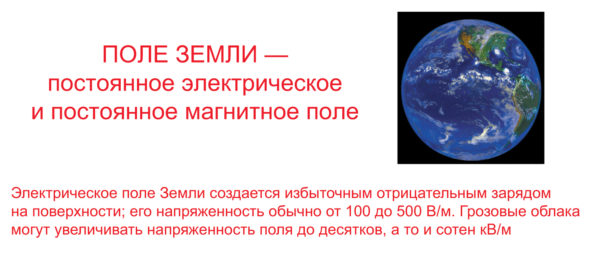 ПОЛЕ ЗЕМЛИ —
постоянное электрическое
и постоянное магнитное поле
Электрическое поле Земли создается избыточным отрицательным зарядом
на поверхности; его напряженность обычно от 100 до 500 В/м. Грозовые облака
могут увеличивать напряженность поля до десятков, а то и сотен кВ/м